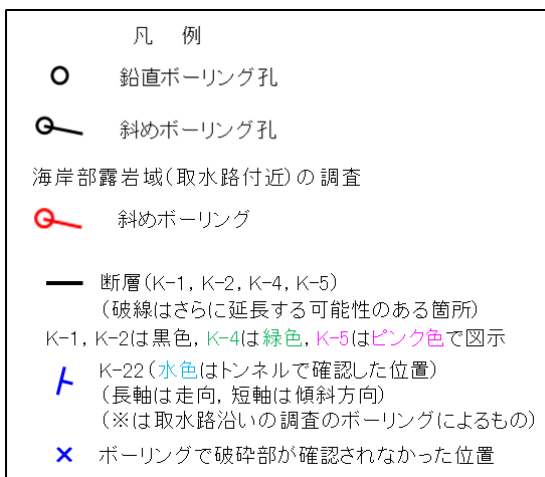 凡 例
鉛直ボーリング孔
斜めボーリング孔
海岸部露岩域(取水路付近)の調査
斜めボーリング
断層(K-1, K-2, K-4, K-5)
(破線はさらに延長する可能性のある箇所)
K-1, K-2は黒色, K-4は緑色, K-5はピンク色で図示
K-22(水色はトンネルで確認した位置)
(長軸は走向, 短軸は傾斜方向)
(※は取水路沿いの調査のボーリングによるもの)
ボーリングで破砕部が確認されなかった位置